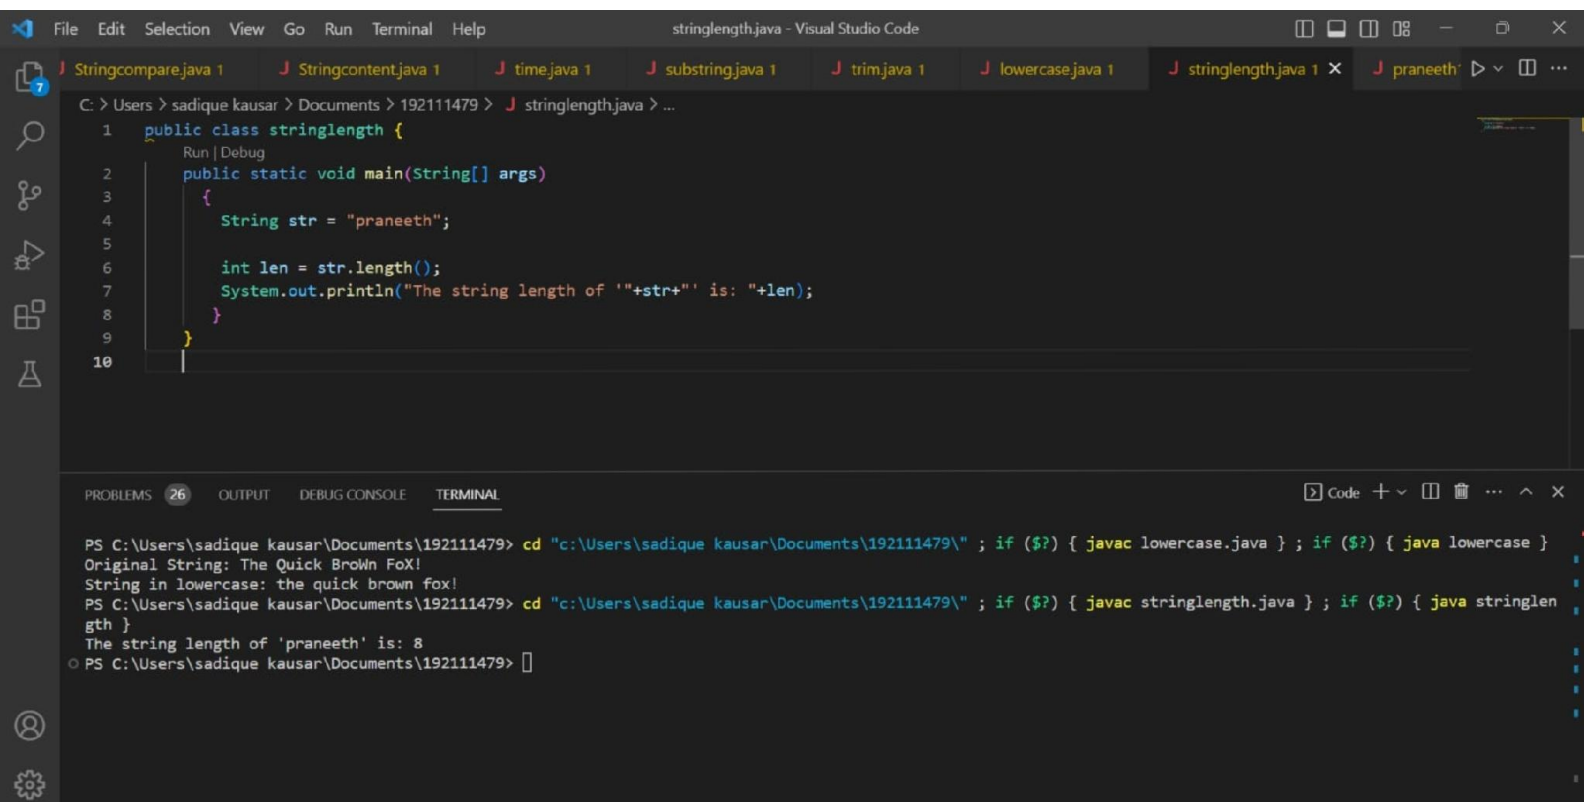 File Edit Selection View Go Run Terminal Help stringlength.java - Visual Studio Code
Stringcompare.java 1 Stringcontent.java 1 time.java 1 substring.java 1 trim.java 1 lowercase.java 1 stringlength.java 1 praneeth
C: > Users > sadique kausar > Documents > 192111479 > J stringlength.java > ...
1 public class stringlength {
Run | Debug
2 public static void main(String[] args)
3 {
4 String str = "praneeth";
5
6 int len = str.length();
7 System.out.println("The string length of '"+str+"' is: "+len);
8 }
9 }
10
7
PROBLEMS 26 OUTPUT DEBUG CONSOLE TERMINAL Code
PS C:\Users\sadique kausar\Documents\192111479> cd "c:\Users\sadique kausar\Documents\192111479\" ; if ($?) { javac lowercase.java } ; if ($?) { java lowercase }
Original String: The Quick BroWn FoX!
String in lowercase: the quick brown fox!
PS C:\Users\sadique kausar\Documents\192111479> cd "c:\Users\sadique kausar\Documents\192111479\" ; if ($?) { javac stringlength.java } ; if ($?) { java stringlen
gth }
The string length of 'praneeth' is: 8
PS C:\Users\sadique kausar\Documents\192111479>